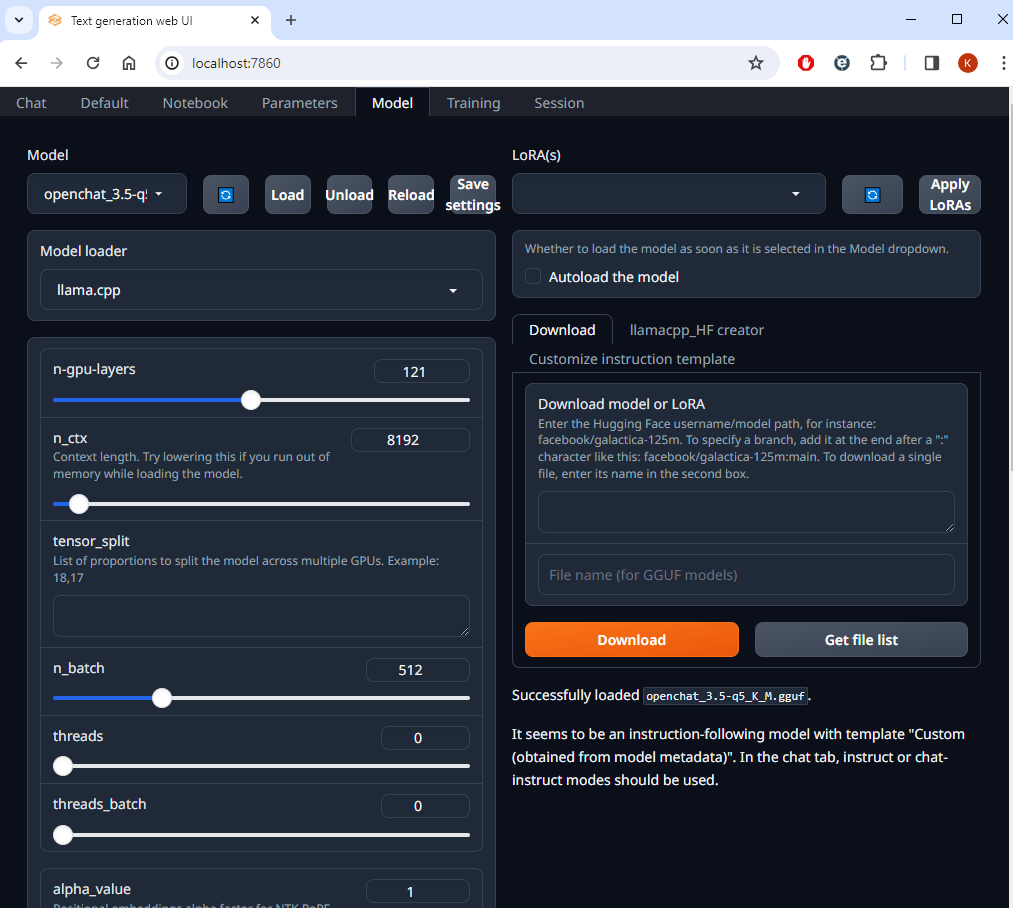 Text generation web UI
localhost:7860
K
Chat Default Notebook Parameters Model Training Session
Model
openchat_3.5-q5
Load
Unload
Reload
Save
settings
LoRA(s)
Apply
LoRAs
Model loader
llama.cpp
n-gpu-layers
121
n_ctx
8192
Context length. Try lowering this if you run out of
memory while loading the model.
tensor_split
List of proportions to split the model across multiple GPUs. Example:
18,17
n_batch
512
threads
0
threads_batch
0
alpha_value
1
Positional embeddings alpha factor for NTK RoPE
Whether to load the model as soon as it is selected in the Model dropdown.
Autoload the model
Download llamacpp_HF creator
Customize instruction template
Download model or LoRA
Enter the Hugging Face username/model path, for instance:
facebook/galactica-125m. To specify a branch, add it at the end after a ":"
character like this: facebook/galactica-125m:main. To download a single
file, enter its name in the second box.
File name (for GGUF models)
Download
Get file list
Successfully loaded openchat_3.5-q5_K_M.gguf.
It seems to be an instruction-following model with template "Custom
(obtained from model metadata)". In the chat tab, instruct or chat-
instruct modes should be used.